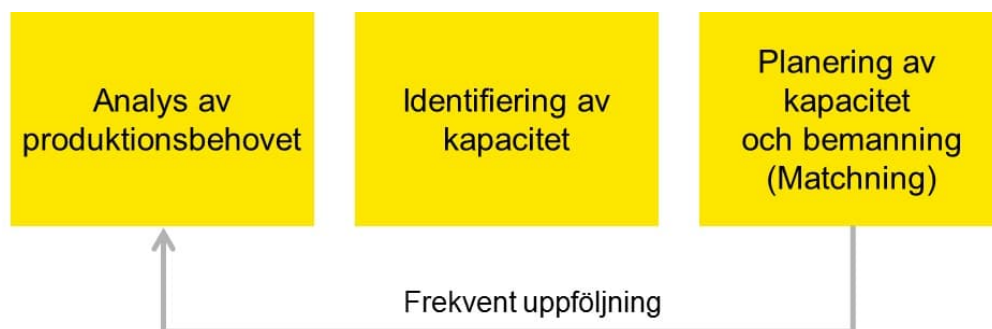 Analys av
produktionsbehovet
Identifiering av
kapacitet
Planering av
kapacitet
och bemanning
(Matchning)
Frekvent uppföljning